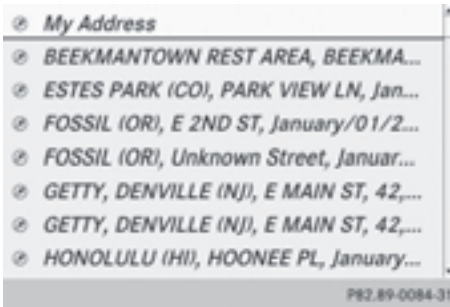 My Address
BEEKMANTOWN REST AREA, BEEKMA...
ESTES PARK (CO), PARK VIEW LN, Jan...
FOSSIL (OR), E 2ND ST, January/01/2...
FOSSIL (OR), Unknown Street, Januar...
GETTY, DENVILLE (NJ), E MAIN ST, 42,...
GETTY, DENVILLE (NJ), E MAIN ST, 42,...
HONOLULU (HI), HOONEE PL, January...
P82.89-0084-31